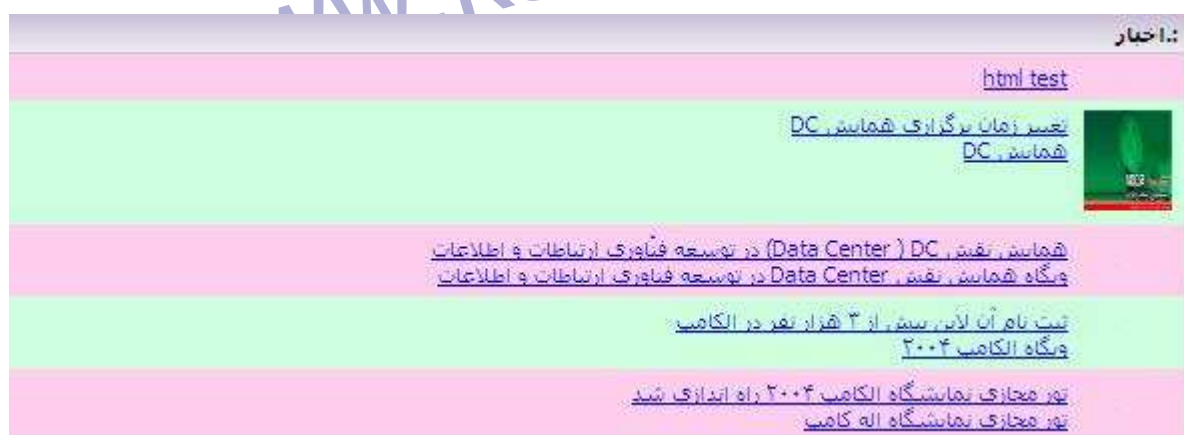 .:اخبار
html test
تغییر زمان برگزاری همایش DC
همایش DC
همایش نقش DC ( Data Center) در توسعه فنّاوری ارتباطات و اطلاعات
وبگاه همایش نقش Data Center در توسعه فناوری ارتباطات و اطلاعات
ثبت نام آن لاین بیش از ۳ هزار نفر در الکامپ
وبگاه الکامپ ۲۰۰۴
تور مجازی نمایشگاه الکامپ ۲۰۰۴ راه اندازی شد
تور مجازی نمایشگاه اله کامپ